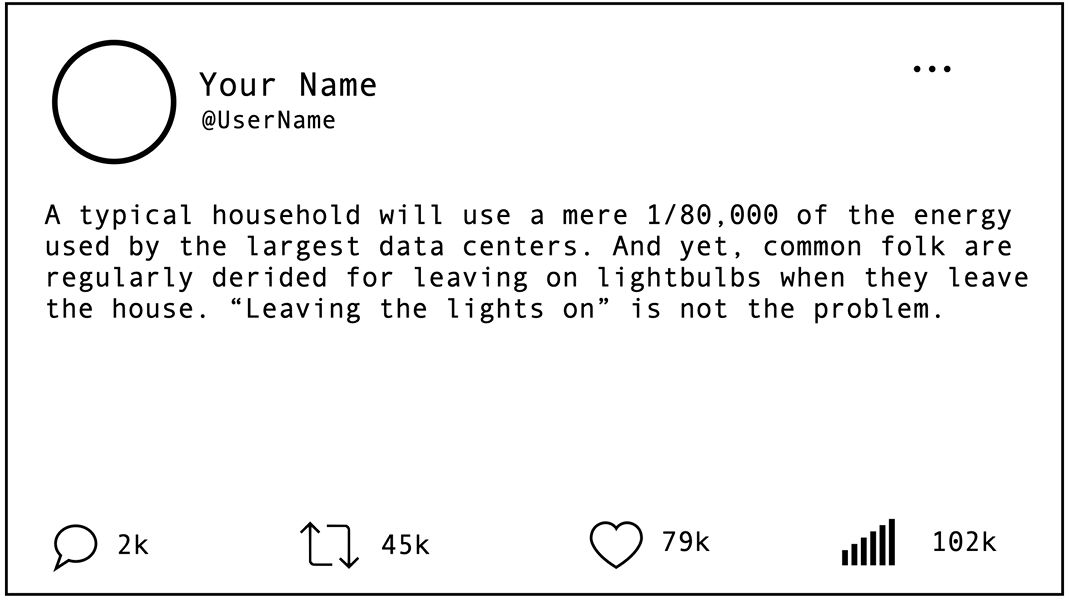 Your Name
@UserName
A typical household will use a mere 1/80,000 of the energy
used by the largest data centers. And yet, common folk are
regularly derided for leaving on lightbulbs when they leave
the house. “Leaving the lights on” is not the problem.
2k
45k
79k
102k